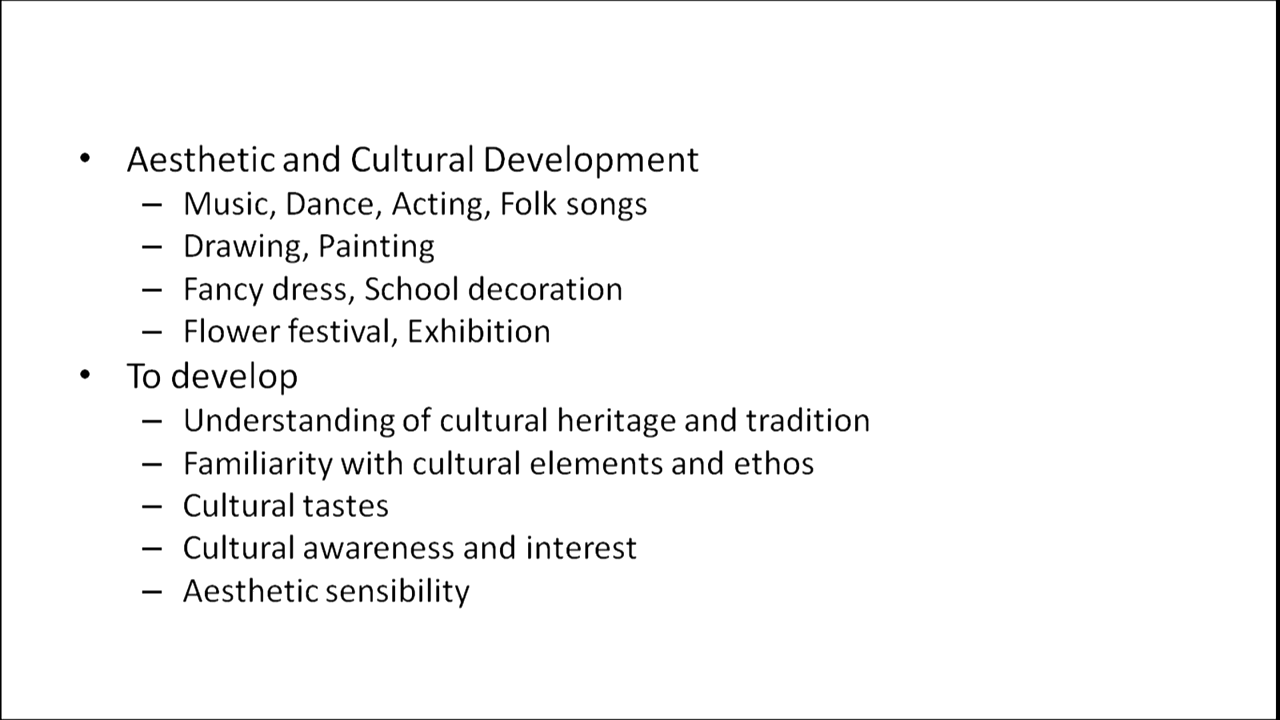 • Aesthetic and Cultural Development
– Music, Dance, Acting, Folk songs
– Drawing, Painting
– Fancy dress, School decoration
– Flower festival, Exhibition
• To develop
– Understanding of cultural heritage and tradition
– Familiarity with cultural elements and ethos
– Cultural tastes
– Cultural awareness and interest
– Aesthetic sensibility